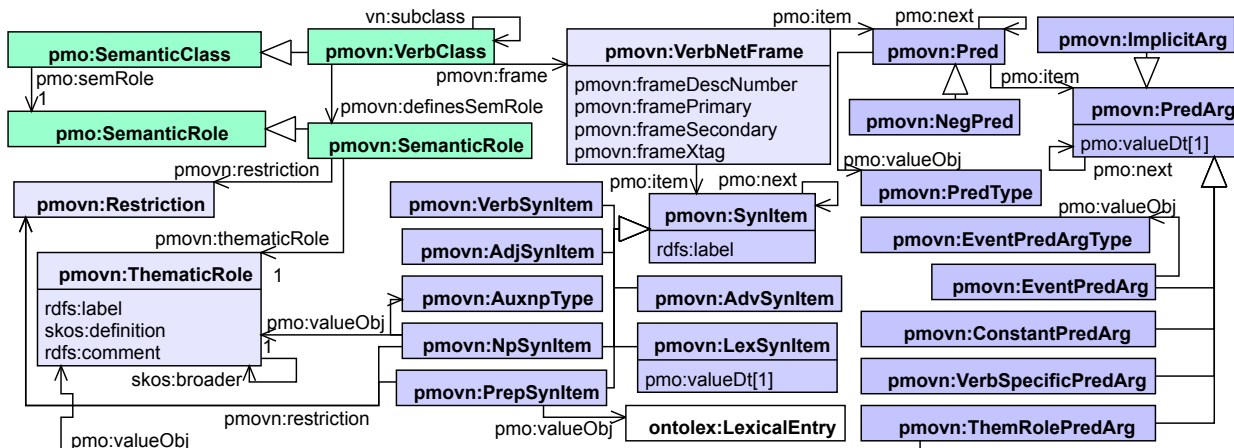 vn:subclass
pmo:item
pmo:next
pmo:SemanticClass
pmovn:VerbClass
pmovn:VerbNetFrame
pmovn:Pred
pmovn:ImplicitArg
pmo:semRole
1
pmovn:frame
pmo:item
pmovn:frameDescNumber
pmovn:framePrimary
pmovn:frameSecondary
pmovn:frameXtag
pmovn:definesSemRole
pmovn:NegPred
pmovn:PredArg
pmo:valueDt[1]
pmo:SemanticRole
pmovn:SemanticRole
pmo:valueObj
pmo:next
pmovn:restriction
pmo:item
pmo:next
pmovn:Restriction
pmovn:VerbSynItem
pmovn:SynItem
rdfs:label
pmovn:PredType
pmo:valueObj
pmovn:thematicRole
1
pmovn:AdjSynItem
pmovn:EventPredArgType
pmovn:ThematicRole
rdfs:label
skos:definition
rdfs:comment
pmovn:AuxnpType
pmovn:AdvSynItem
pmovn:EventPredArg
pmo:valueObj
1
pmovn:NpSynItem
pmovn:LexSynItem
pmo:valueDt[1]
pmovn:ConstantPredArg
skos:broader
pmovn:PrepSynItem
pmovn:VerbSpecificPredArg
pmovn:restriction
pmo:valueObj
ontolex:LexicalEntry
pmovn:ThemRolePredArg
pmo:valueObj